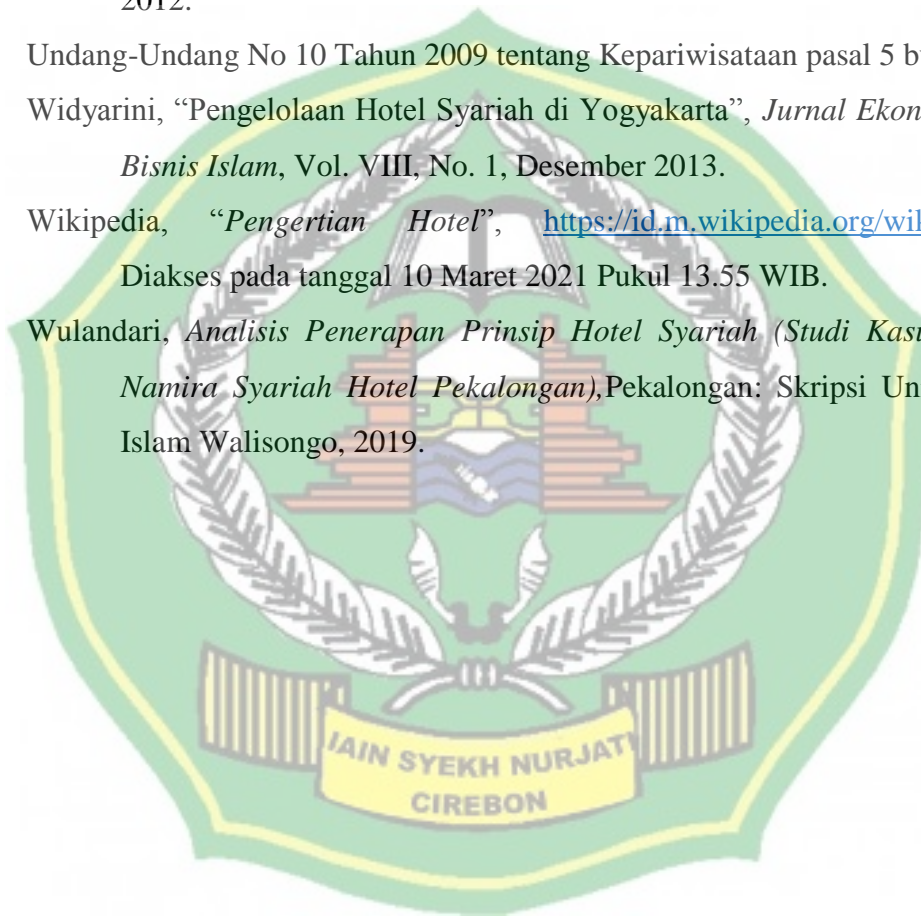 2012.
Undang-Undang No 10 Tahun 2009 tentang Kepariwisataan pasal 5 b
Widyarini, “Pengelolaan Hotel Syariah di Yogyakarta”, Jurnal Ekon
Bisnis Islam, Vol. VIII, No. 1, Desember 2013.
Wikipedia, “Pengertian Hotel”, https://id.m.wikipedia.org/wi
Diakses pada tanggal 10 Maret 2021 Pukul 13.55 WIB.
Wulandari, Analisis Penerapan Prinsip Hotel Syariah (Studi Kasu
Namira Syariah Hotel Pekalongan),Pekalongan: Skripsi Un
Islam Walisongo, 2019.
IAIN SYEKH NURJATI
CIREBON